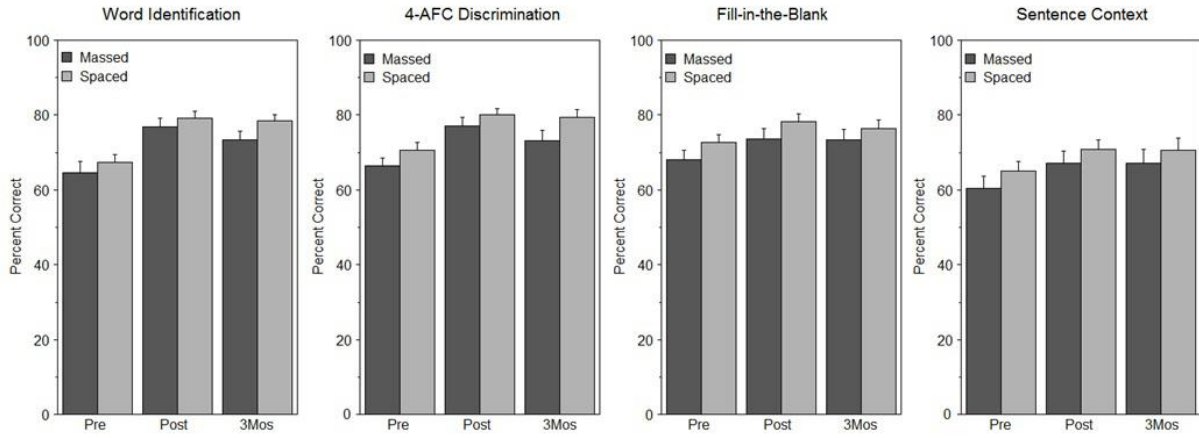 Word Identification
Percent Correct
100
80
60
40
20
0
Massed
Spaced
Pre Post 3Mos
4-AFC Discrimination
Percent Correct
100
80
60
40
20
0
Massed
Spaced
Pre Post 3Mos
Fill-in-the-Blank
Percent Correct
100
80
60
40
20
0
Massed
Spaced
Pre Post 3Mos
Sentence Context
Percent Correct
100
80
60
40
20
0
Massed
Spaced
Pre Post 3Mos